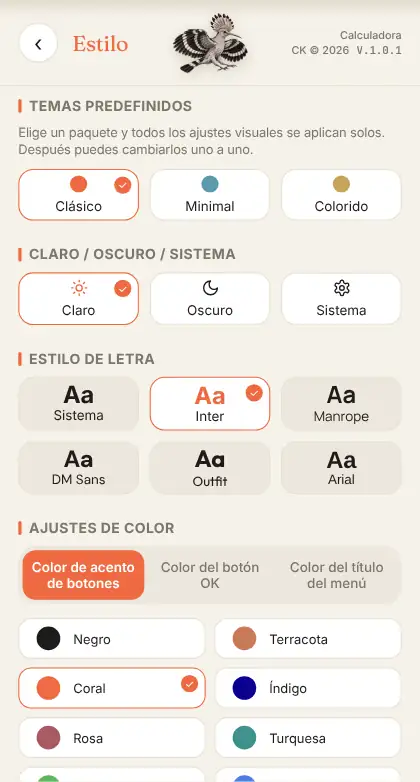 Estilo
Calculadora
CK © 2026 V.1.0.1
TEMAS PREDEFINIDOS
Elige un paquete y todos los ajustes visuales se aplican solos.
Después puedes cambiarlos uno a uno.
Clásico
Minimal
Colorido
CLARO / OSCURO / SISTEMA
Claro
Oscuro
Sistema
ESTILO DE LETRA
Aa
Sistema
Aa
Inter
Aa
Manrope
Aa
DM Sans
Aa
Outfit
Aa
Arial
AJUSTES DE COLOR
Color de acento
de botones
Color del botón
OK
Color del título
del menú
Negro
Terracota
Coral
Índigo
Rosa
Turquesa